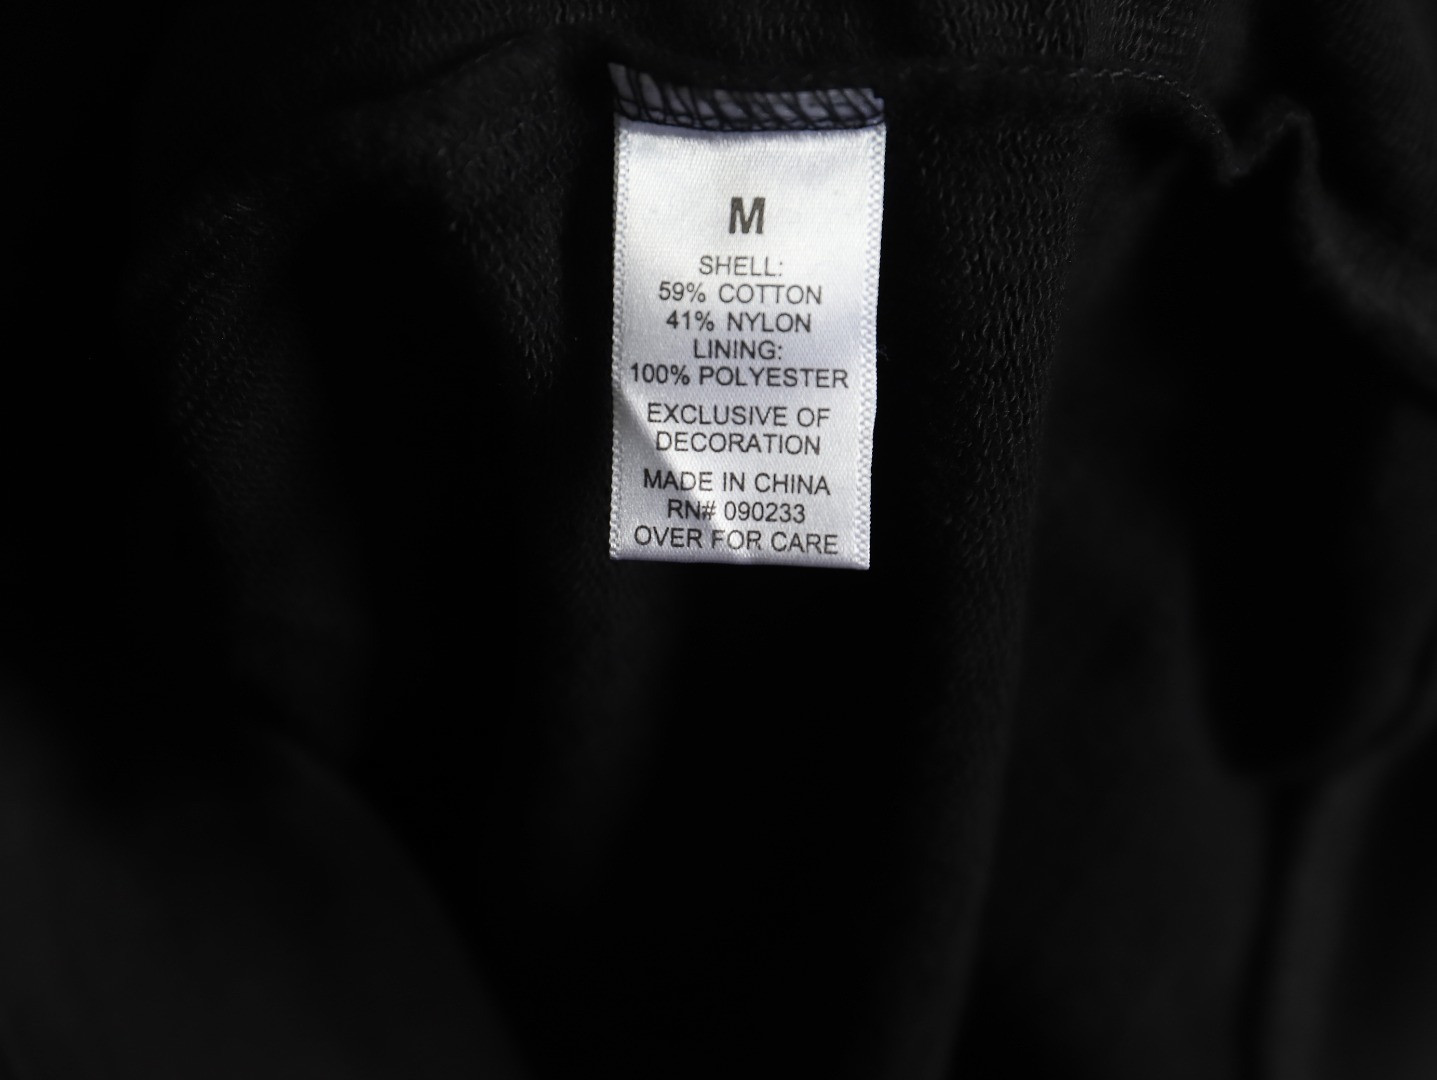 M
SHELL:
59% COTTON
41% NYLON
LINING:
100% POLYESTER
EXCLUSIVE OF
DECORATION
MADE IN CHINA
RN# 090233
OVER FOR CARE